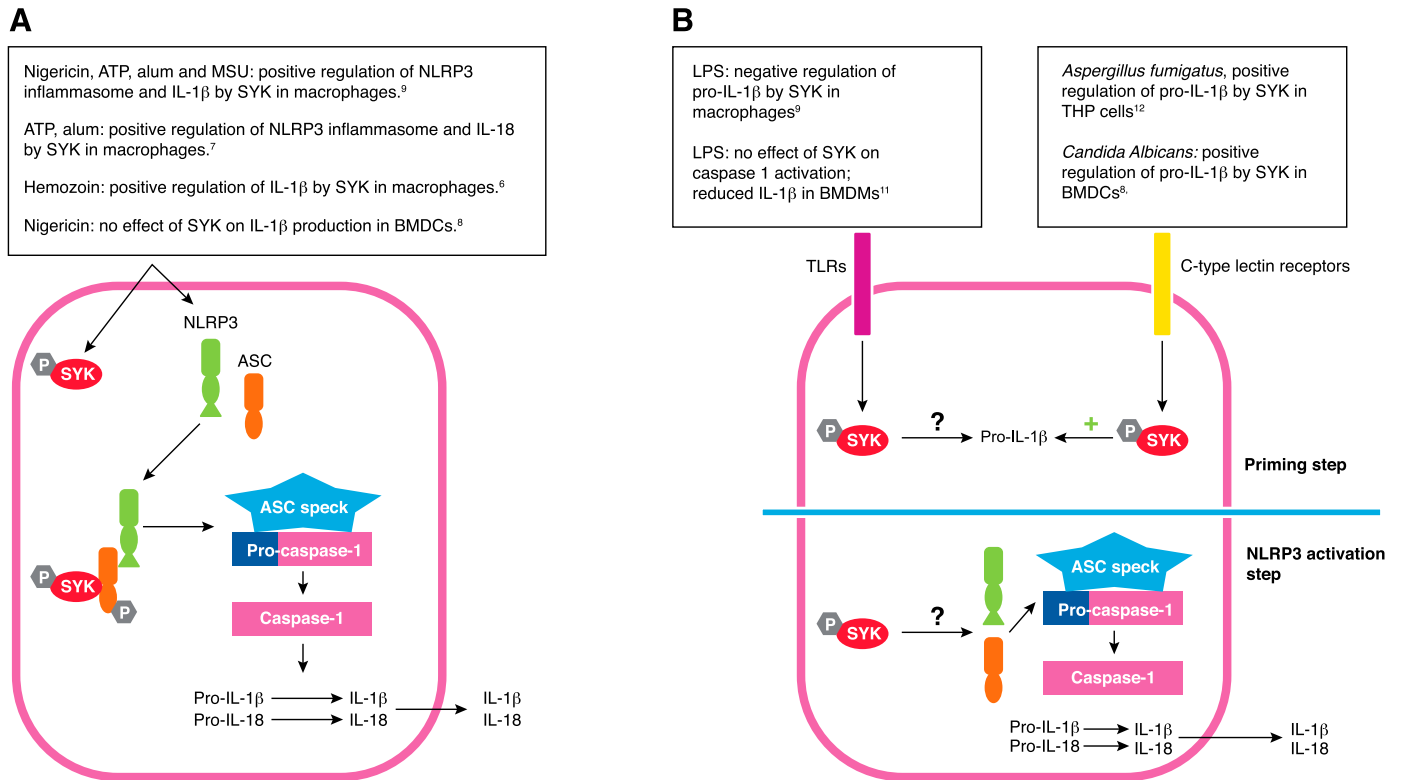 A
Nigericin, ATP, alum and MSU: positive regulation of NLRP3
inflammasome and IL-1β by SYK in macrophages.⁹
ATP, alum: positive regulation of NLRP3 inflammasome and IL-18
by SYK in macrophages.⁷
Hemozoin: positive regulation of IL-1β by SYK in macrophages.⁶
Nigericin: no effect of SYK on IL-1β production in BMDCs.⁸
NLRP3
ASC
P
SYK
ASC speck
Pro-caspase-1
P
SYK
P
Caspase-1
Pro-IL-1β
IL-1β
IL-1β
Pro-IL-18
IL-18
IL-18
B
LPS: negative regulation of
pro-IL-1β by SYK in
macrophages⁹
LPS: no effect of SYK on
caspase 1 activation;
reduced IL-1β in BMDMs¹¹
Aspergillus fumigatus, positive
regulation of pro-IL-1β by SYK in
THP cells¹²
Candida Albicans: positive
regulation of pro-IL-1β by SYK in
BMDCs⁸·
TLRs
C-type lectin receptors
P
SYK
?
Pro-IL-1β
+
P
SYK
Priming step
NLRP3 activation
step
ASC speck
Pro-caspase-1
P
SYK
?
Caspase-1
Pro-IL-1β
IL-1β
IL-1β
Pro-IL-18
IL-18
IL-18